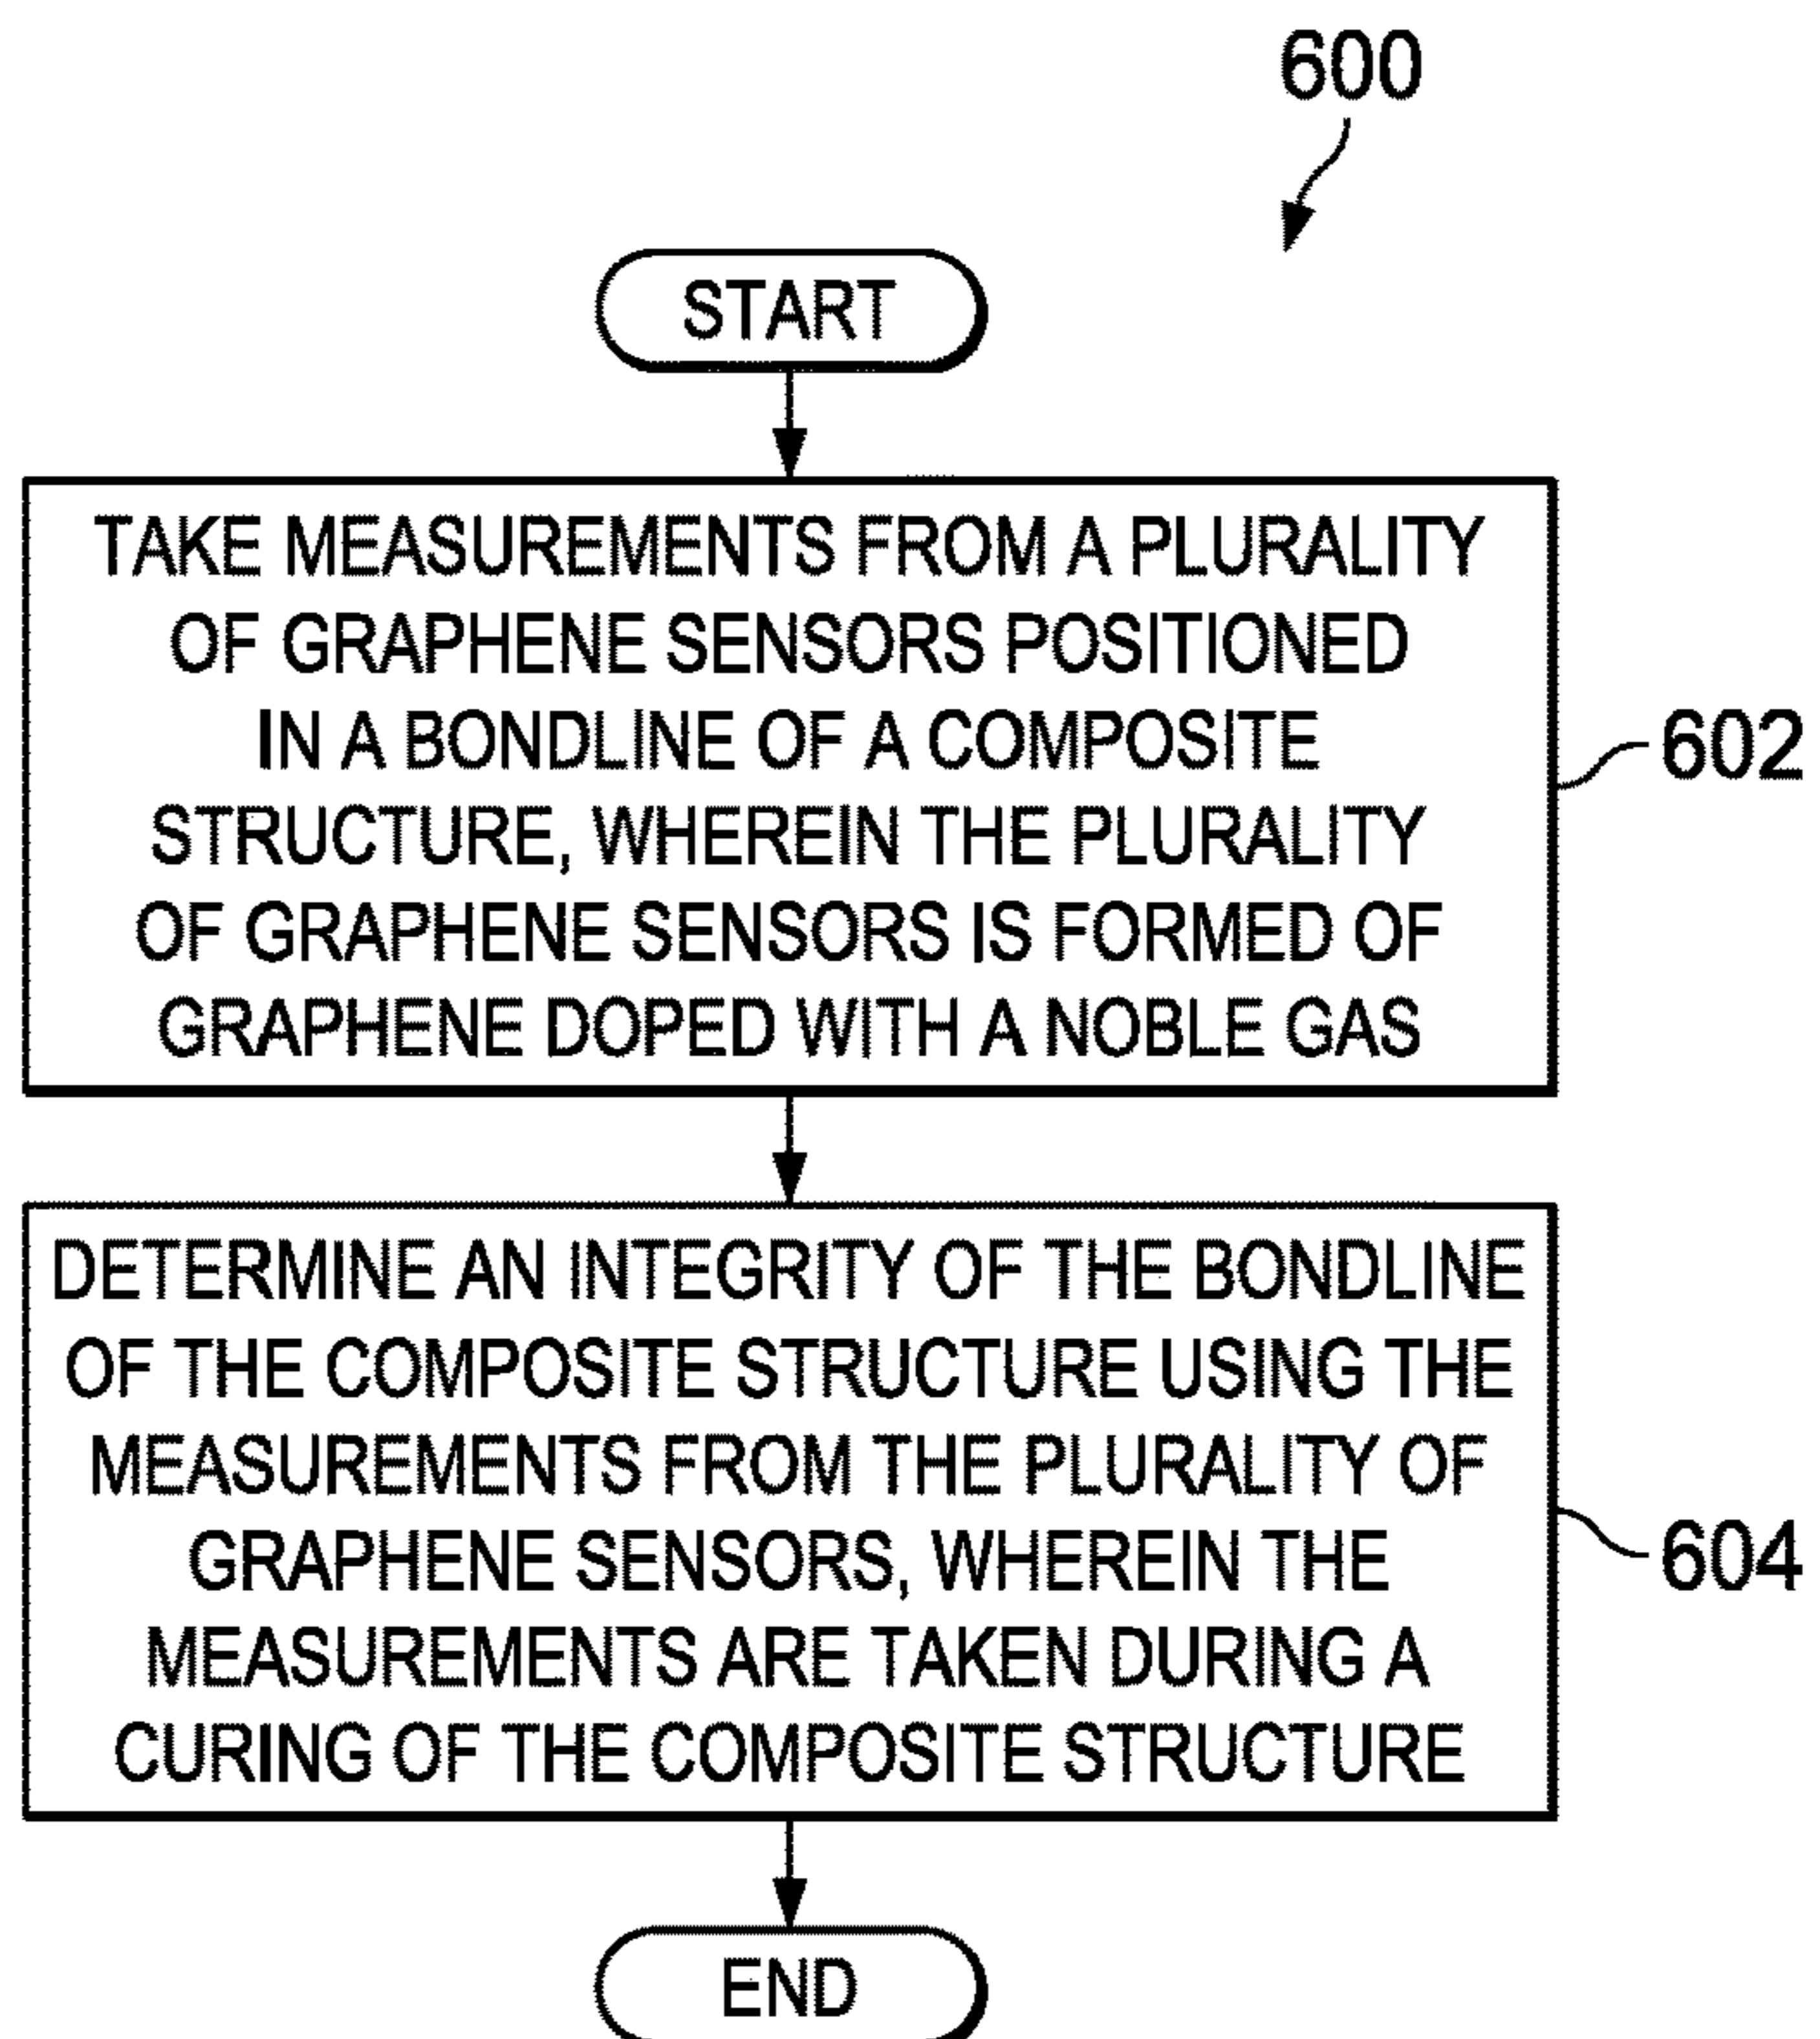 600
START
TAKE MEASUREMENTS FROM A PLURALITY
OF GRAPHENE SENSORS POSITIONED
IN A BONDLINE OF A COMPOSITE
STRUCTURE, WHEREIN THE PLURALITY
OF GRAPHENE SENSORS IS FORMED OF
GRAPHENE DOPED WITH A NOBLE GAS
602
DETERMINE AN INTEGRITY OF THE BONDLINE
OF THE COMPOSITE STRUCTURE USING THE
MEASUREMENTS FROM THE PLURALITY OF
GRAPHENE SENSORS, WHEREIN THE
MEASUREMENTS ARE TAKEN DURING A
CURING OF THE COMPOSITE STRUCTURE
604
END